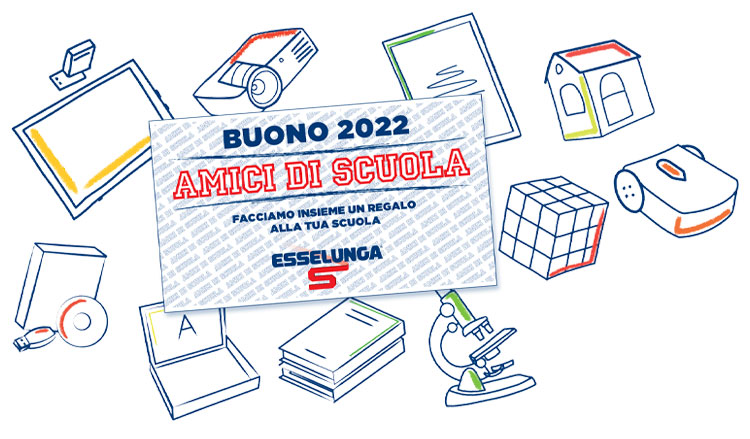 BUONO 2022
AMICI DI SCUOLA
FACCIAMO INSIEME UN REGALO
ALLA TUA SCUOLA
ESSELUNGA
S
A